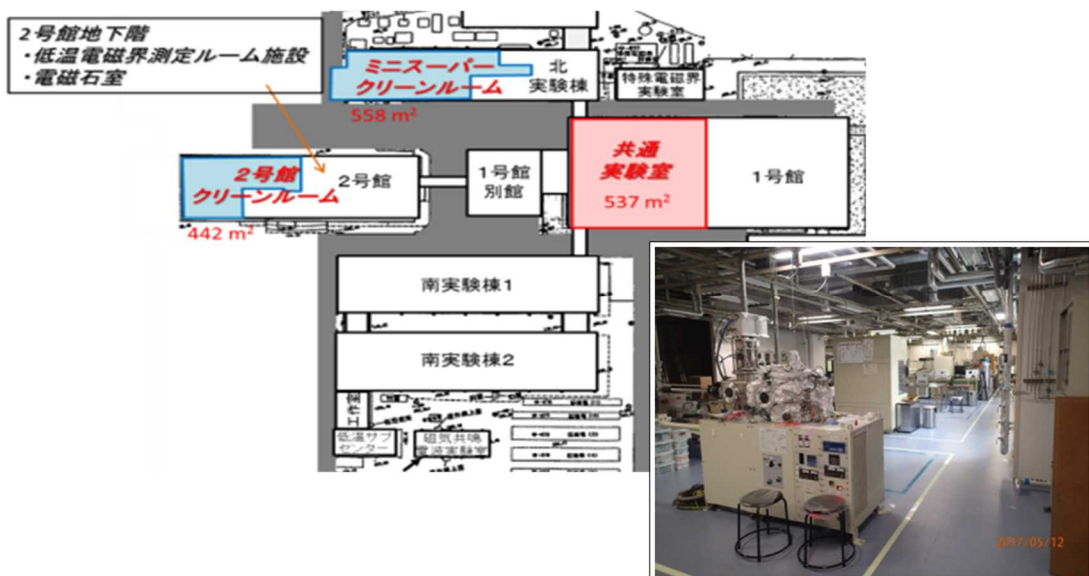 2号館地下階
・低温電磁界測定ルーム施設
・電磁石室
ミニスーパー
クリーンルーム
558 m²
北
実験棟
特殊電磁界
実験室
2号館
クリーンルーム
442 m²
2号館
1号館
別館
共通
実験室
537 m²
1号館
南実験棟1
南実験棟2
工作室
低温サブ
センター
磁気共鳴
電波実験室
2017/05/12